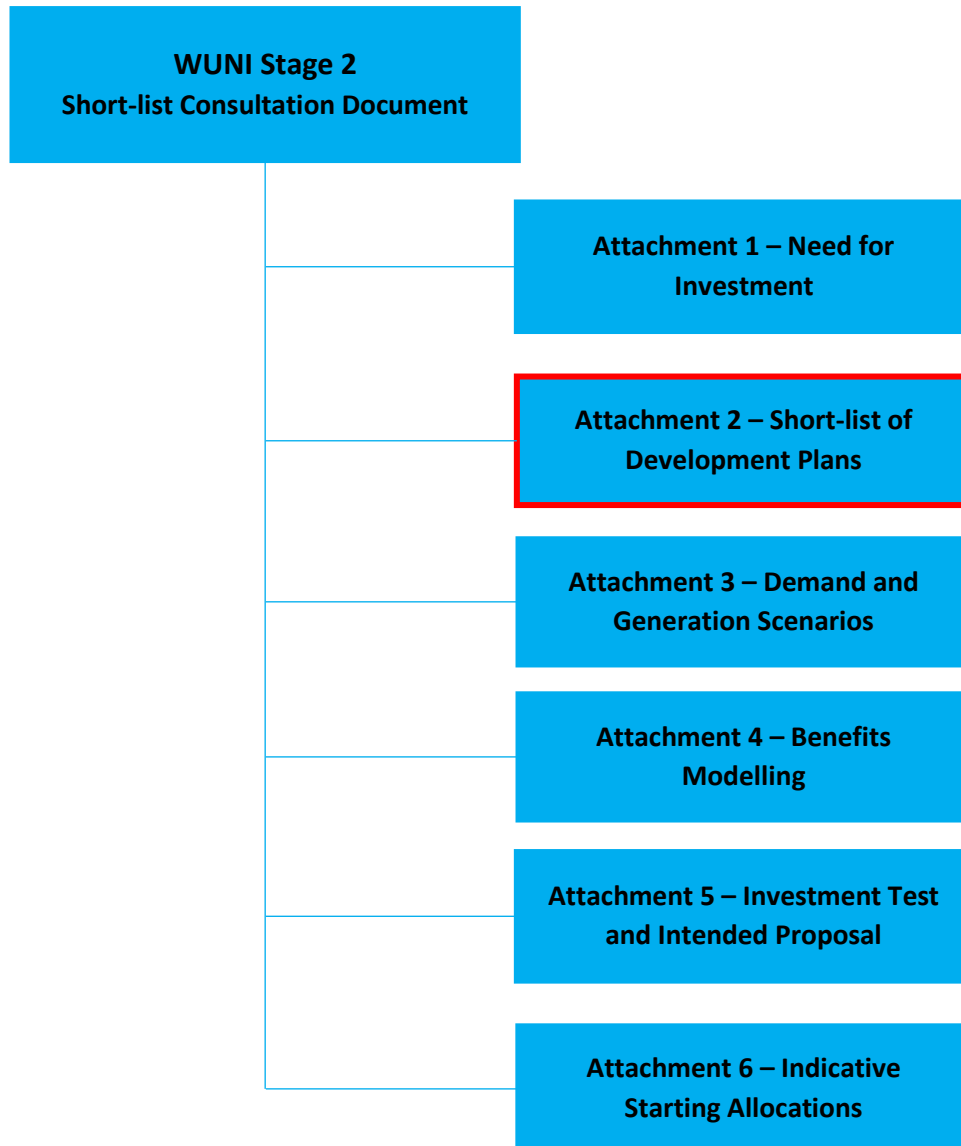 WUNI Stage 2
Short-list Consultation Document
Attachment 1 – Need for
Investment
Attachment 2 – Short-list of
Development Plans
Attachment 3 – Demand and
Generation Scenarios
Attachment 4 – Benefits
Modelling
Attachment 5 – Investment Test
and Intended Proposal
Attachment 6 – Indicative
Starting Allocations